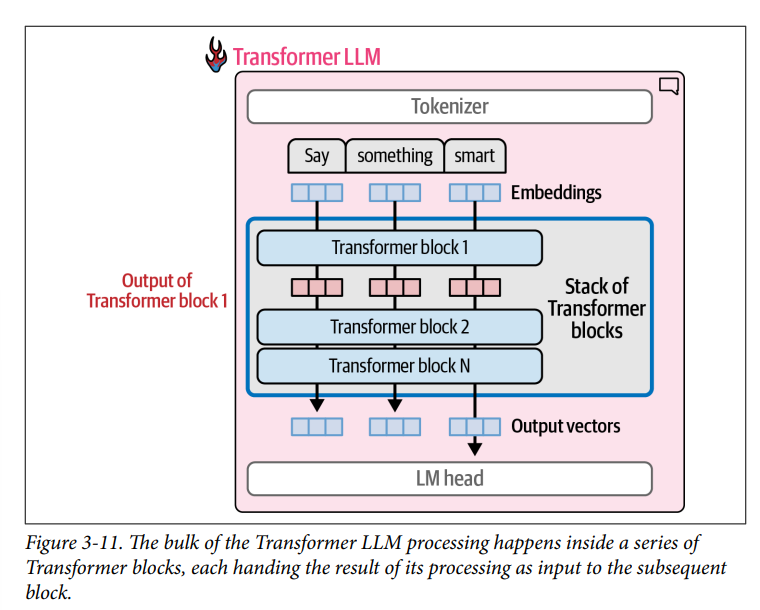 Transformer LLM
Tokenizer
Say something smart
Embeddings
Transformer block 1
Output of
Transformer block 1
Stack of
Transformer
blocks
Transformer block 2
Transformer block N
Output vectors
LM head
Figure 3-11. The bulk of the Transformer LLM processing happens inside a series of
Transformer blocks, each handing the result of its processing as input to the subsequent
block.